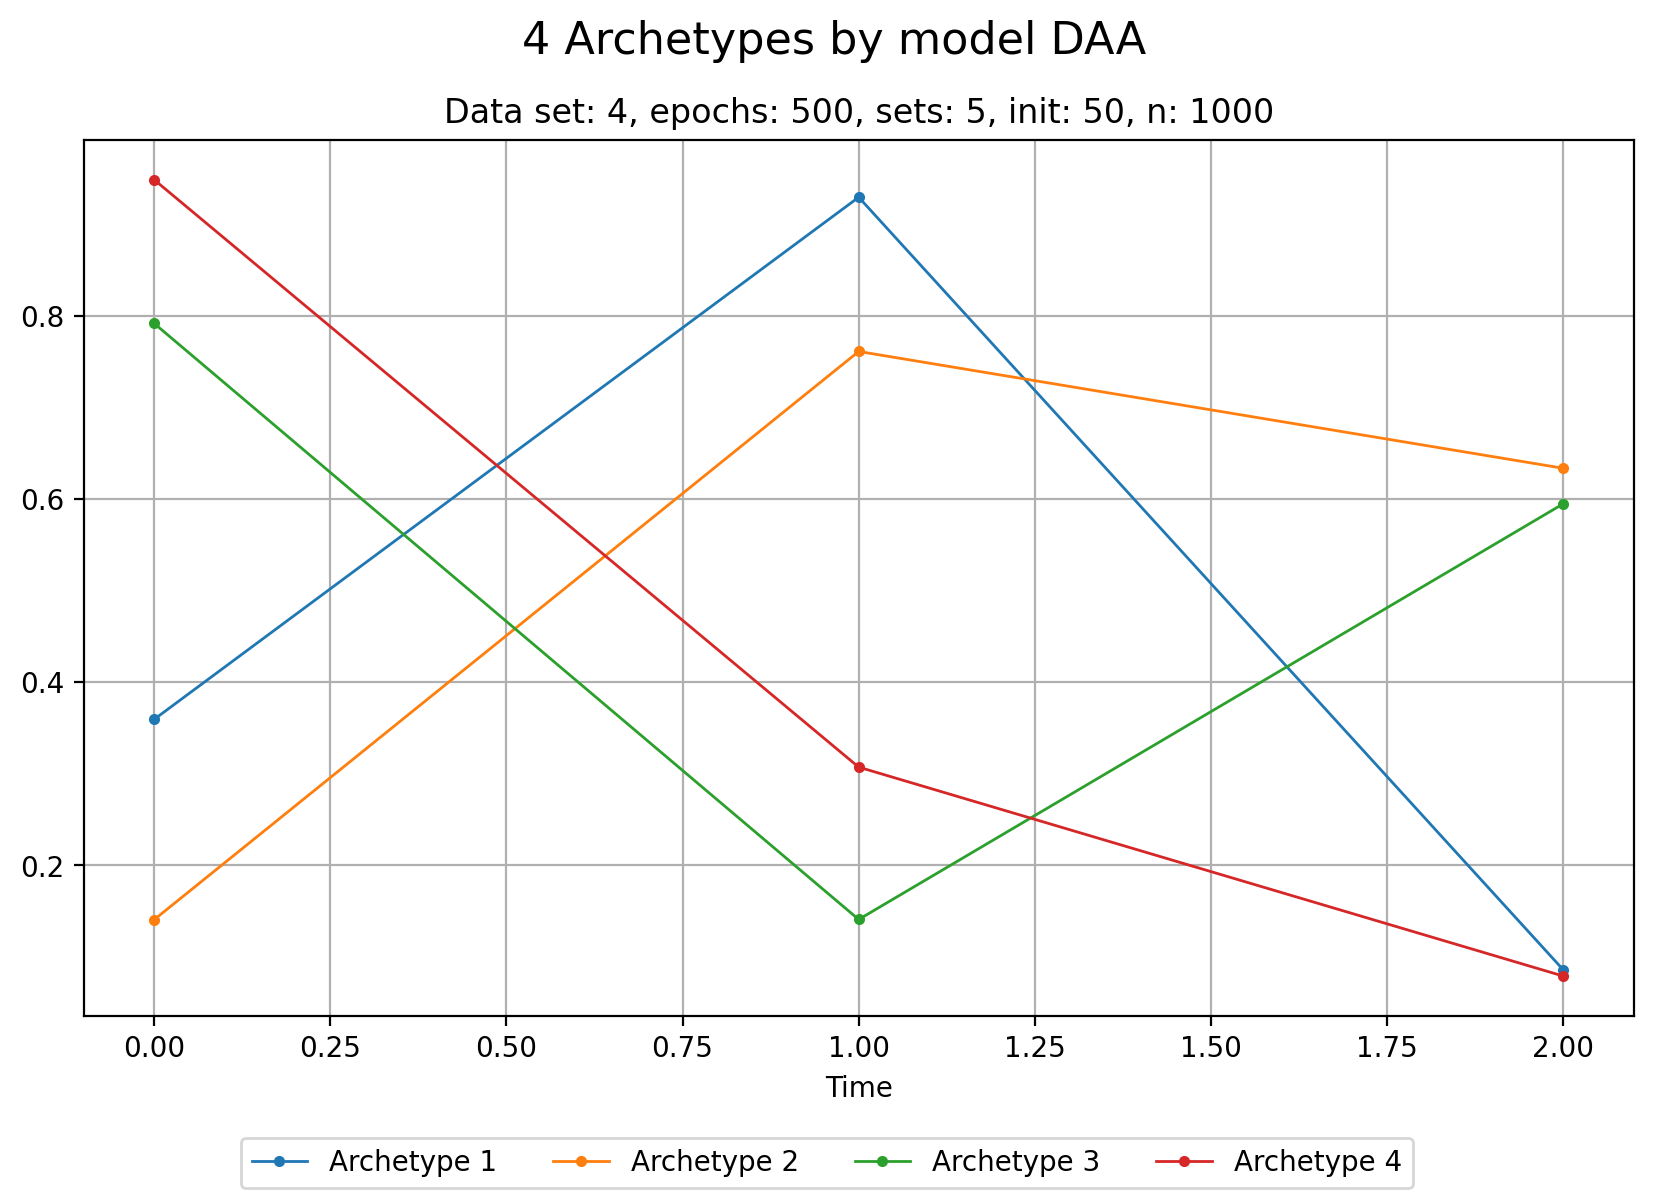 4 Archetypes by model DAA
Data set: 4, epochs: 500, sets: 5, init: 50, n: 1000
0.8
0.6
0.4
0.2
0.00 0.25 0.50 0.75 1.00 1.25 1.50 1.75 2.00
Time
Archetype 1 Archetype 2 Archetype 3 Archetype 4